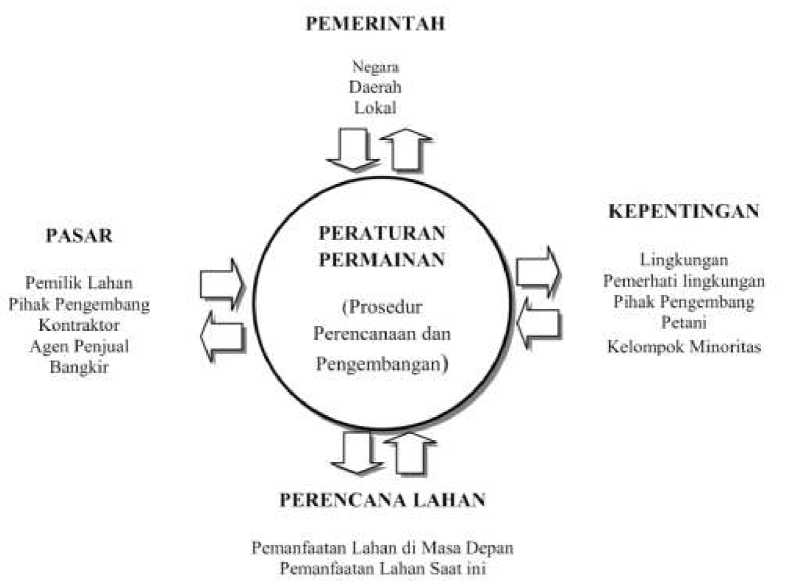 PEMERINTAH
Negara
Daerah
Lokal
PASAR
Pemilik Lahan
Pihak Pengembang
Kontraktor
Agen Penjual
Bangkir
PERATURAN
PERMAINAN
(Prosedur
Perencanaan dan
Pengembangan)
KEPENTINGAN
Lingkungan
Pemerhati lingkungan
Pihak Pengembang
Petani
Kelompok Minoritas
PERENCANA LAHAN
Pemanfaatan Lahan di Masa Depan
Pemanfaatan Lahan Saat ini